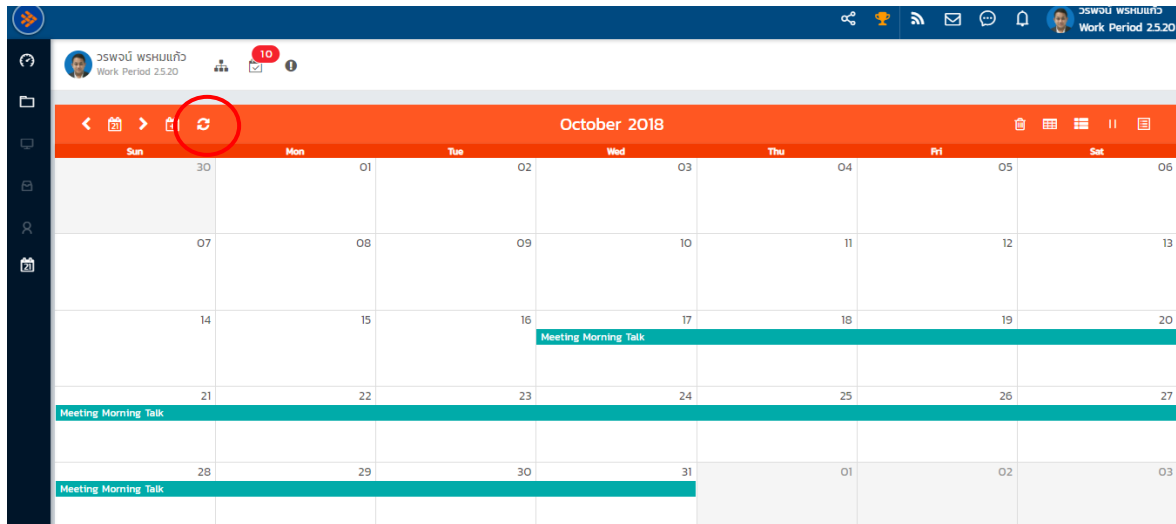 วรพจน์ พรหมแก้ว
Work Period 2.5.20
วรพจน์ พรหมแก้ว
Work Period 2.5.20
10
21
October 2018
Sun Mon Tue Wed Thu Fri Sat
30 01 02 03 04 05 06
07 08 09 10 11 12 13
21
14 15 16 17 18 19 20
Meeting Morning Talk
21 22 23 24 25 26 27
Meeting Morning Talk
28 29 30 31 01 02 03
Meeting Morning Talk